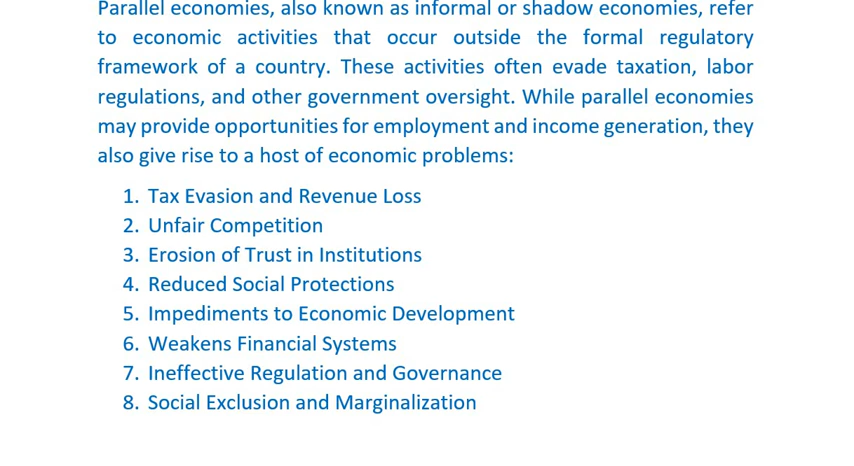 Parallel economies, also known as informal or shadow economies, refer
to economic activities that occur outside the formal regulatory
framework of a country. These activities often evade taxation, labor
regulations, and other government oversight. While parallel economies
may provide opportunities for employment and income generation, they
also give rise to a host of economic problems:
1. Tax Evasion and Revenue Loss
2. Unfair Competition
3. Erosion of Trust in Institutions
4. Reduced Social Protections
5. Impediments to Economic Development
6. Weakens Financial Systems
7. Ineffective Regulation and Governance
8. Social Exclusion and Marginalization